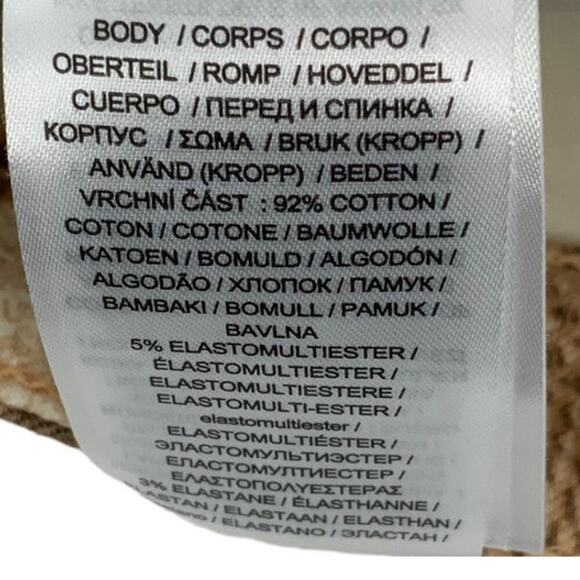 BODY / CORPS / CORPO /
OBERTEIL / ROMP / HOVEDDEL /
CUERPO / ПЕРЕД И СПИНКА /
КОРПУС / ΣΩΜΑ / BRUK (KROPP) /
ANVÄND (KROPP) / BEDEN /
VRCHNÍ ČÁST : 92% COTTON /
COTON / COTONE / BAUMWOLLE /
KATOEN / BOMULD / ALGODÓN /
ALGODÃO / ХЛОПОК / ПАМУК /
BAMBAKI / BOMULL / PAMUK /
BAVLNA
5% ELASTOMULTIESTER /
ÉLASTOMULTIESTER /
ELASTOMULTIESTERE /
ELASTOMULTI-ESTER /
elastomultiester /
ELASTOMULTIÉSTER /
ЭЛАСТОМУЛЬТИЭСТЕР /
ЕЛАСТОМУЛТИЕСТЕР /
ΕΛΑΣΤΟΠΟΛΥΕΣΤΕΡΑΣ
3% ELASTANE / ÉLASTHANNE /
ELASTAN / ELASTAAN / ELASTHAN /
/ ELASTANO / ЭЛАСТАН /